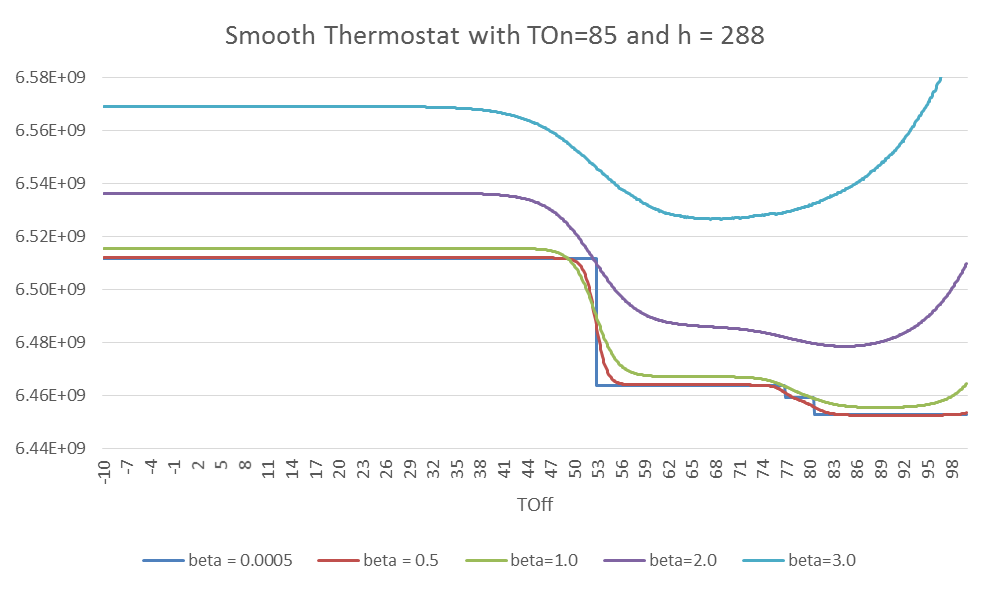 Smooth Thermostat with TOn=85 and h = 288
6.58E+09
6.56E+09
6.54E+09
6.52E+09
6.50E+09
6.48E+09
6.46E+09
6.44E+09
-10 -7 -4 -1 2 5 8 11 14 17 20 23 26 29 32 35 38 41 44 47 50 53 56 59 62 65 68 71 74 77 80 83 86 89 92 95 98
TOff
beta = 0.0005 beta = 0.5 beta=1.0 beta=2.0 beta=3.0